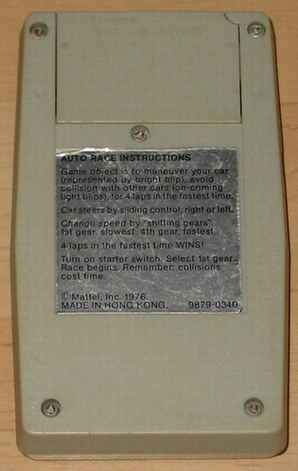 AUTO RACE INSTRUCTIONS
Game object is to maneuver your car
(represented by bright blip), avoid
collision with other cars (on-coming
light blips), for 4 laps in the fastest time.
Car steers by sliding control, right or left.
Change speed by "shifting gears".
1st gear, slowest; 4th gear, fastest.
4 laps in the fastest time WINS!
Turn on starter switch. Select 1st gear.
Race begins. Remember: collisions
cost time.
© Mattel, Inc. 1976.
MADE IN HONG KONG. 9879-0340